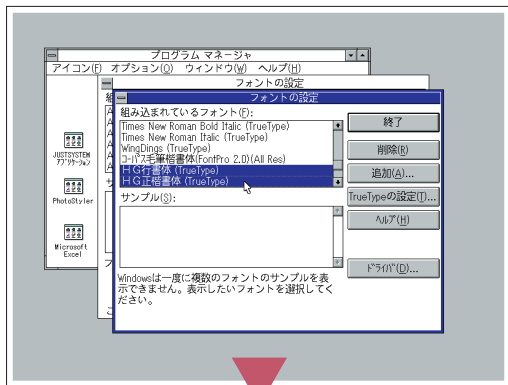 プログラム マネージャ
アイコン(F) オプション(O) ウィンドウ(W) ヘルプ(H)
フォントの設定
フォントの設定
組み込まれているフォント(F):
Times New Roman Bold Italic (TrueType)
Times New Roman Italic (TrueType)
WingDings (TrueType)
コーパス毛筆楷書体(FontPro 2.0)(All Res)
HG行書体 (TrueType)
HG正楷書体 (TrueType)
サンプル(S):
Windowsは一度に複数のフォントのサンプルを表
示できません。表示したいフォントを選択してく
ださい。
終了
削除(R)
追加(A)...
TrueTypeの設定(T)...
ヘルプ(H)
ドライバ(D)...
JUSTSYSTEM
アプリケーション
PhotoStyler
Microsoft
Excel